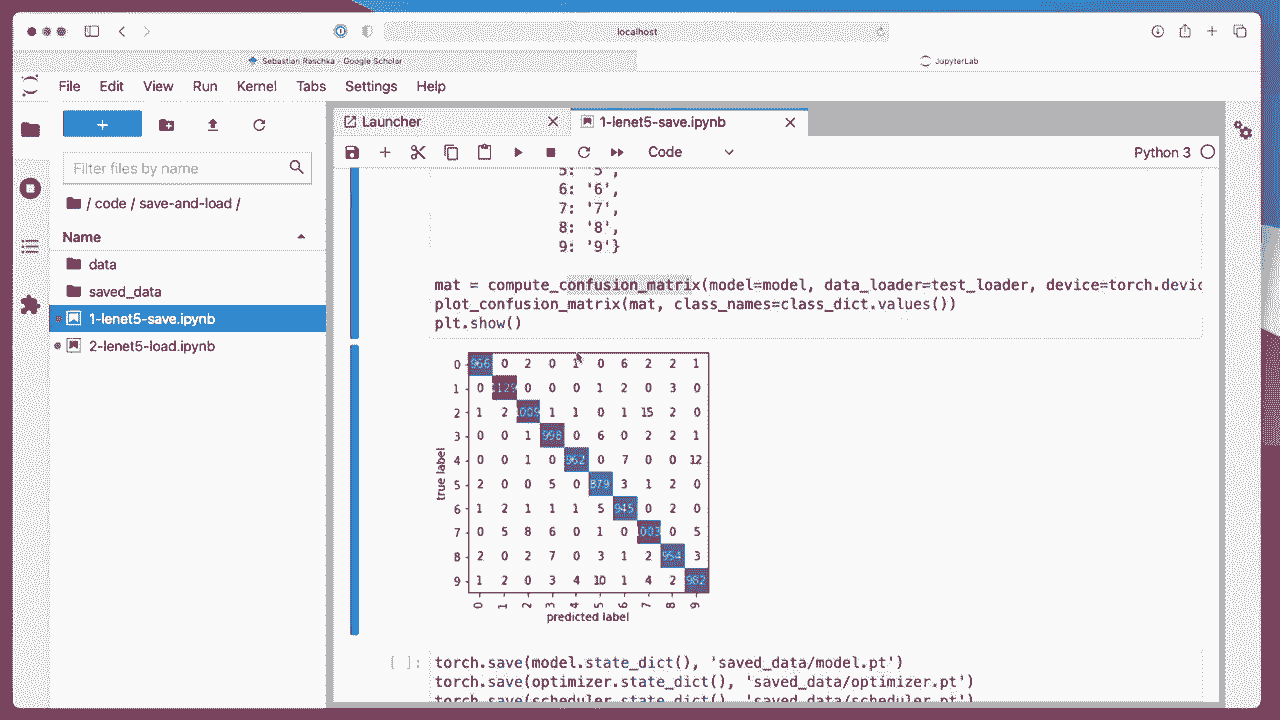 localhost
Sebastian Raschka - Google Scholar
JupyterLab
File Edit View Run Kernel Tabs Settings Help
Launcher
1-lenet5-save.ipynb
Filter files by name
Code
Python 3
/ code / save-and-load /
Name
data
saved_data
1-lenet5-save.ipynb
2-lenet5-load.ipynb
5: '5',
6: '6',
7: '7',
8: '8',
9: '9'}
mat = compute_confusion_matrix(model=model, data_loader=test_loader, device=torch.devic
plot_confusion_matrix(mat, class_names=class_dict.values())
plt.show()
0 966 0 2 0 1 0 6 2 2 1
1 0 0 0 0 1 2 0 3 0
2 1 2 1009 1 1 0 1 15 2 0
3 0 0 1 998 0 6 0 2 2 1
4 0 0 1 0 962 0 7 0 0 12
5 2 0 0 5 0 879 3 1 2 0
6 1 2 1 1 1 5 945 0 2 0
7 0 5 8 6 0 1 0 1003 0 5
8 2 0 2 7 0 3 1 2 954 3
9 1 2 0 3 4 10 1 4 2 982
true label
0 1 2 3 4 5 6 7 8 9
predicted label
[ ]:
torch.save(model.state_dict(), 'saved_data/model.pt')
torch.save(optimizer.state_dict(), 'saved_data/optimizer.pt')
torch.save(scheduler.state_dict(), 'saved_data/scheduler.pt')